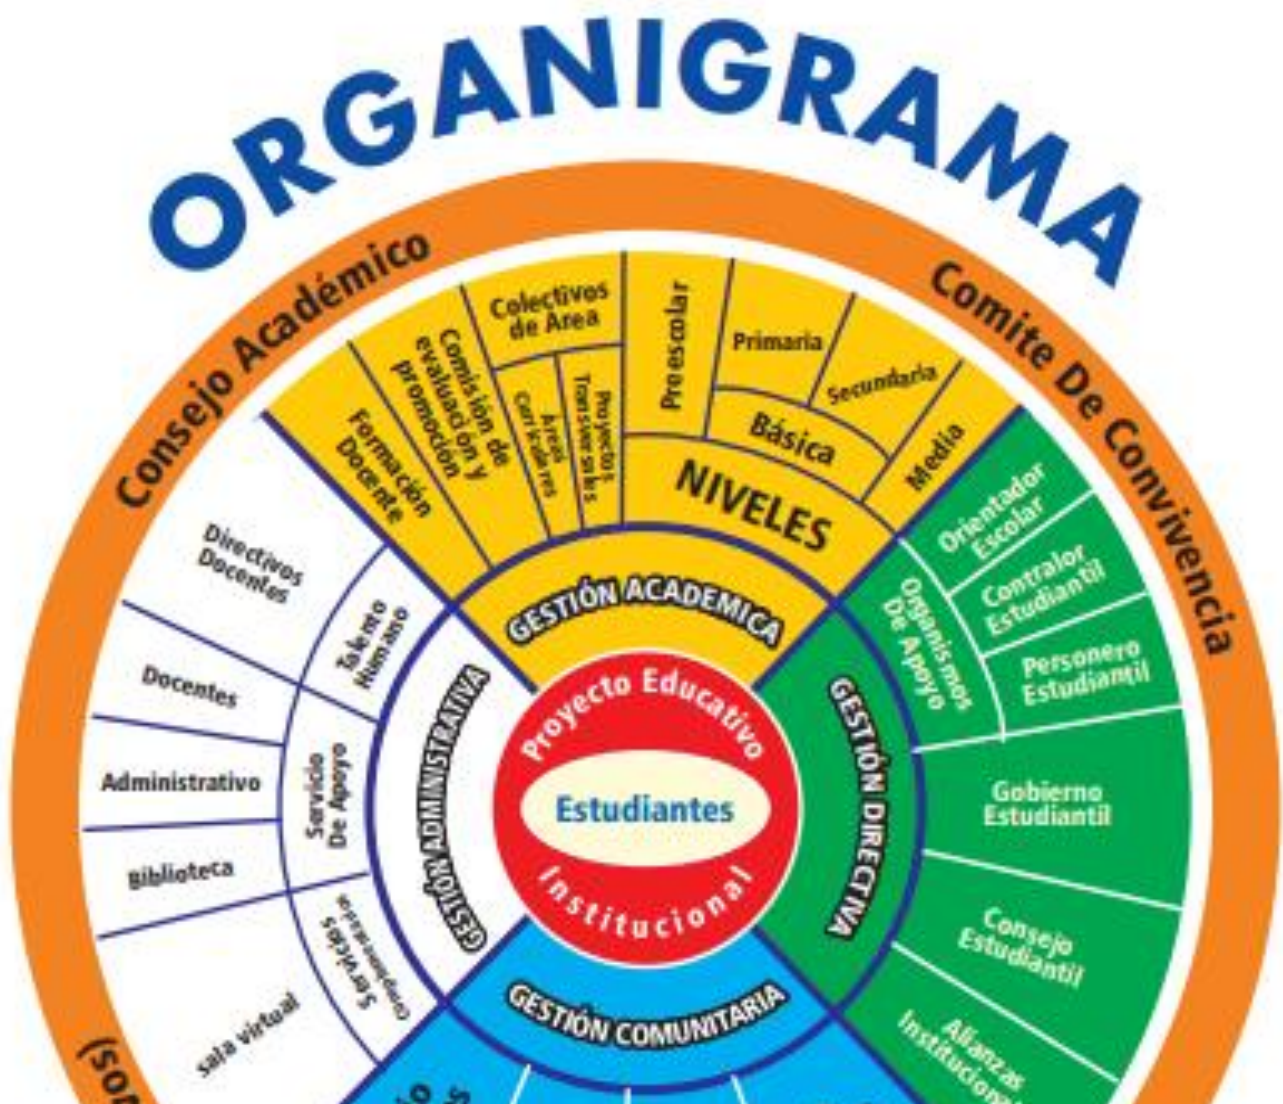 ORGANIGRAMA
Consejo Académico
Comite De Convivencia
Colectivos
de Area
Preescolar
Primaria
Secundaria
Media
Básica
NIVELES
Comisión de
evaluación y
promoción
Formación
Docente
Areas
Curriculares
Proyectos
Transversales
GESTIÓN ACADEMICA
Orientador
Escolar
Contralor
Estudiantil
Personero
Estudiantil
Organismos
De Apoyo
Gobierno
Estudiantil
Consejo
Estudiantil
Alianzas
GESTIÓN DIRECTIVA
Directivos
Docentes
Docentes
Administrativo
Biblioteca
sala virtual
Talento
Humano
Servicio
De Apoyo
Servicios
complementarios
GESTIÓN ADMINISTRATIVA
Proyecto Educativo
Estudiantes
Institucional
GESTIÓN COMUNITARIA